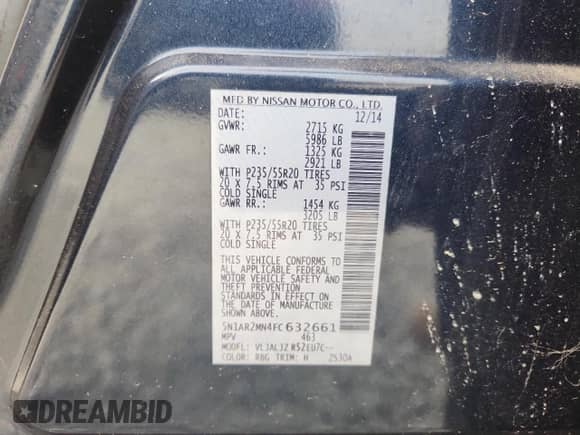 MFD BY NISSAN MOTOR CO., LTD.
DATE: 12/14
GVWR: 2715 KG
5986 LB
GAWR FR.: 1325 KG
2921 LB
WITH P235/55R20 TIRES
20 X 7.5 RIMS AT 35 PSI
COLD SINGLE
GAWR RR.: 1454 KG
3205 LB
WITH P235/55R20 TIRES
20 X 7.5 RIMS AT 35 PSI
COLD SINGLE
THIS VEHICLE CONFORMS TO
ALL APPLICABLE FEDERAL
MOTOR VEHICLE SAFETY
AND THEFT PREVENTION
STANDARDS IN EFFECT ON
THE DATE OF MANUFACTURE
SHOWN ABOVE.
5N1AR2MN4FC632661
MPV 463
MODEL:
COLOR: RBG TRIM: H 2530A
DREAMBID